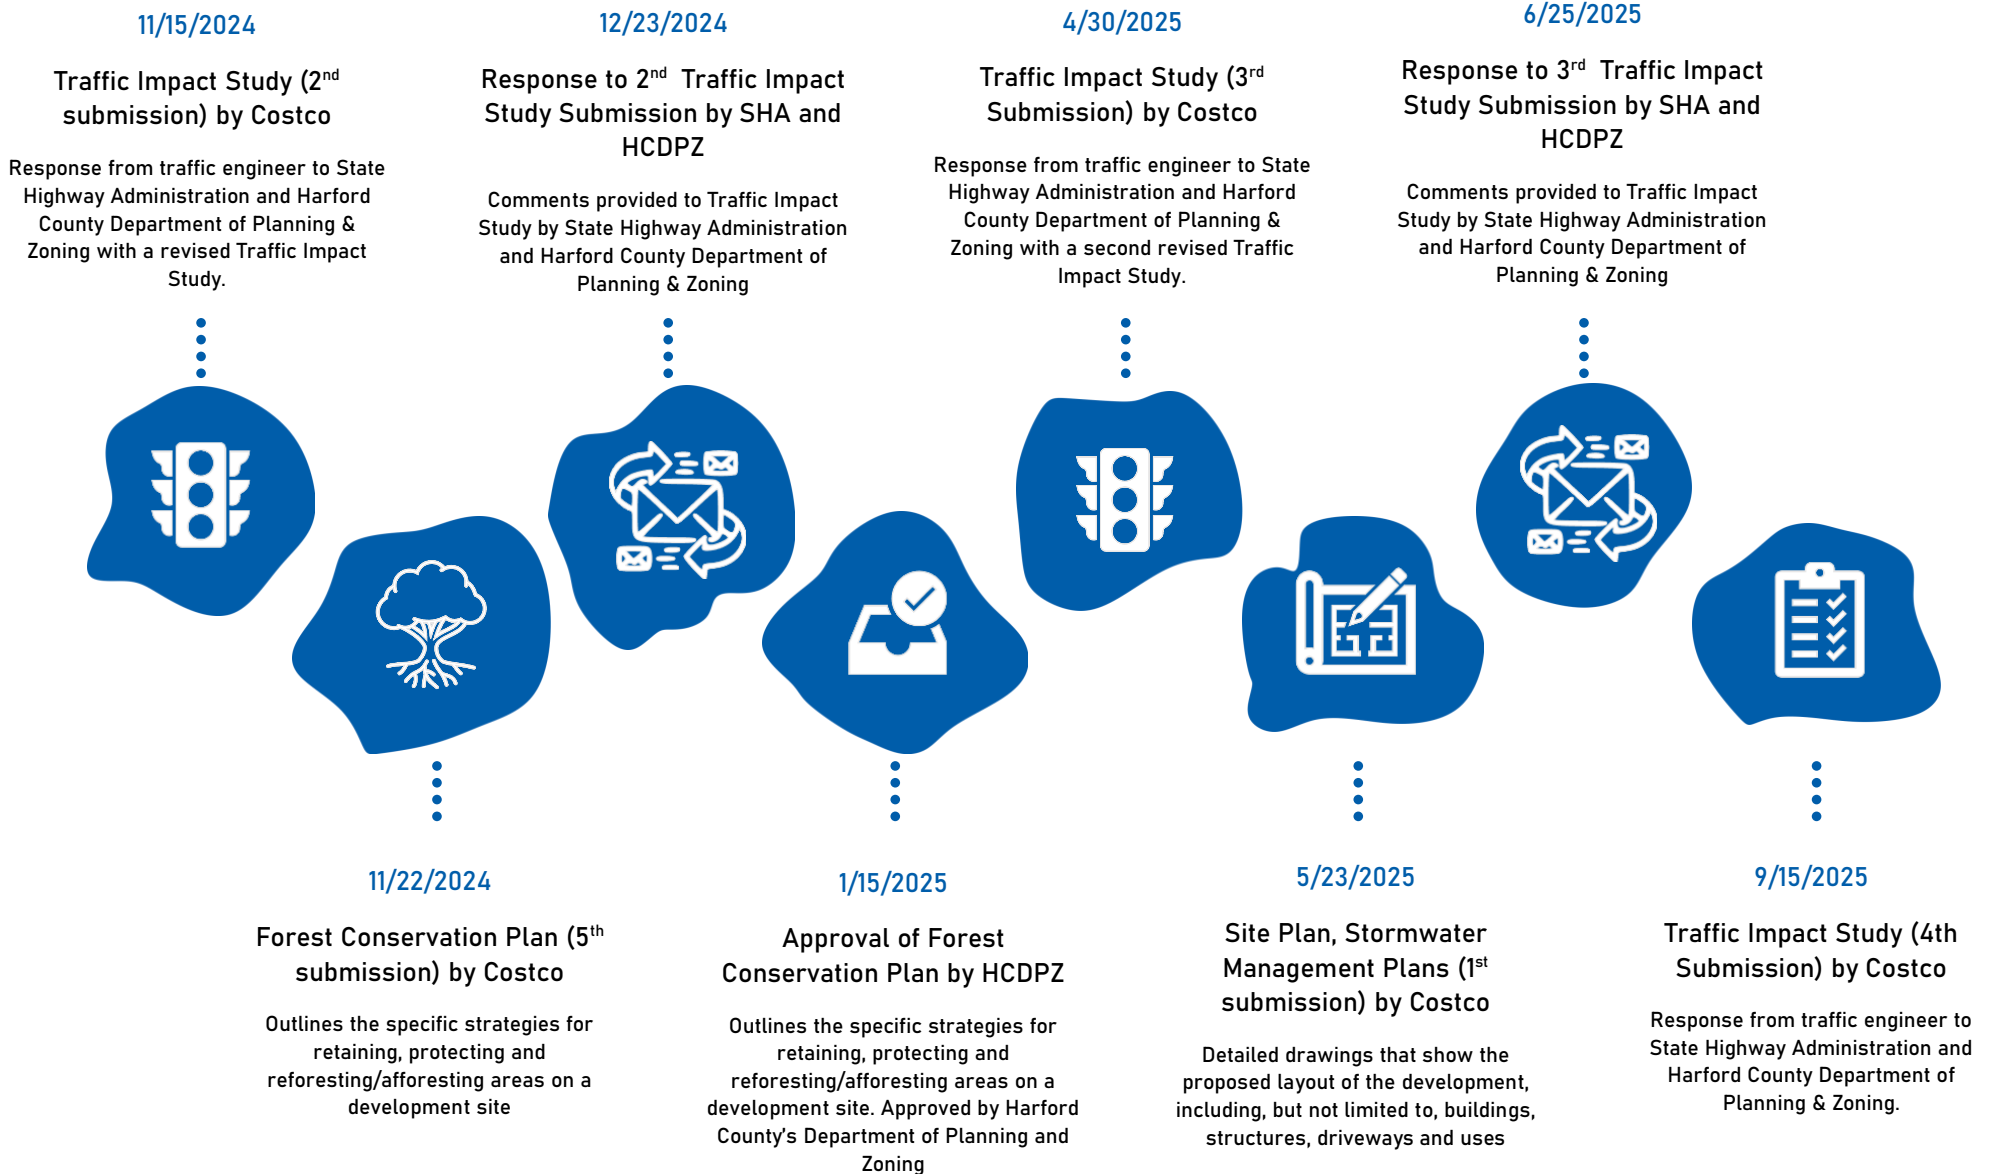 11/15/2024
Traffic Impact Study (2nd
submission) by Costco
Response from traffic engineer to State
Highway Administration and Harford
County Department of Planning &
Zoning with a revised Traffic Impact
Study.
11/22/2024
Forest Conservation Plan (5th
submission) by Costco
Outlines the specific strategies for
retaining, protecting and
reforesting/afforesting areas on a
development site
12/23/2024
Response to 2nd Traffic Impact
Study Submission by SHA and
HCDPZ
Comments provided to Traffic Impact
Study by State Highway Administration
and Harford County Department of
Planning & Zoning
1/15/2025
Approval of Forest
Conservation Plan by HCDPZ
Outlines the specific strategies for
retaining, protecting and
reforesting/afforesting areas on a
development site. Approved by Harford
County's Department of Planning and
Zoning
4/30/2025
Traffic Impact Study (3rd
Submission) by Costco
Response from traffic engineer to State
Highway Administration and Harford
County Department of Planning &
Zoning with a second revised Traffic
Impact Study.
5/23/2025
Site Plan, Stormwater
Management Plans (1st
submission) by Costco
Detailed drawings that show the
proposed layout of the development,
including, but not limited to, buildings,
structures, driveways and uses
6/25/2025
Response to 3rd Traffic Impact
Study Submission by SHA and
HCDPZ
Comments provided to Traffic Impact
Study by State Highway Administration
and Harford County Department of
Planning & Zoning
9/15/2025
Traffic Impact Study (4th
Submission) by Costco
Response from traffic engineer to
State Highway Administration and
Harford County Department of
Planning & Zoning.